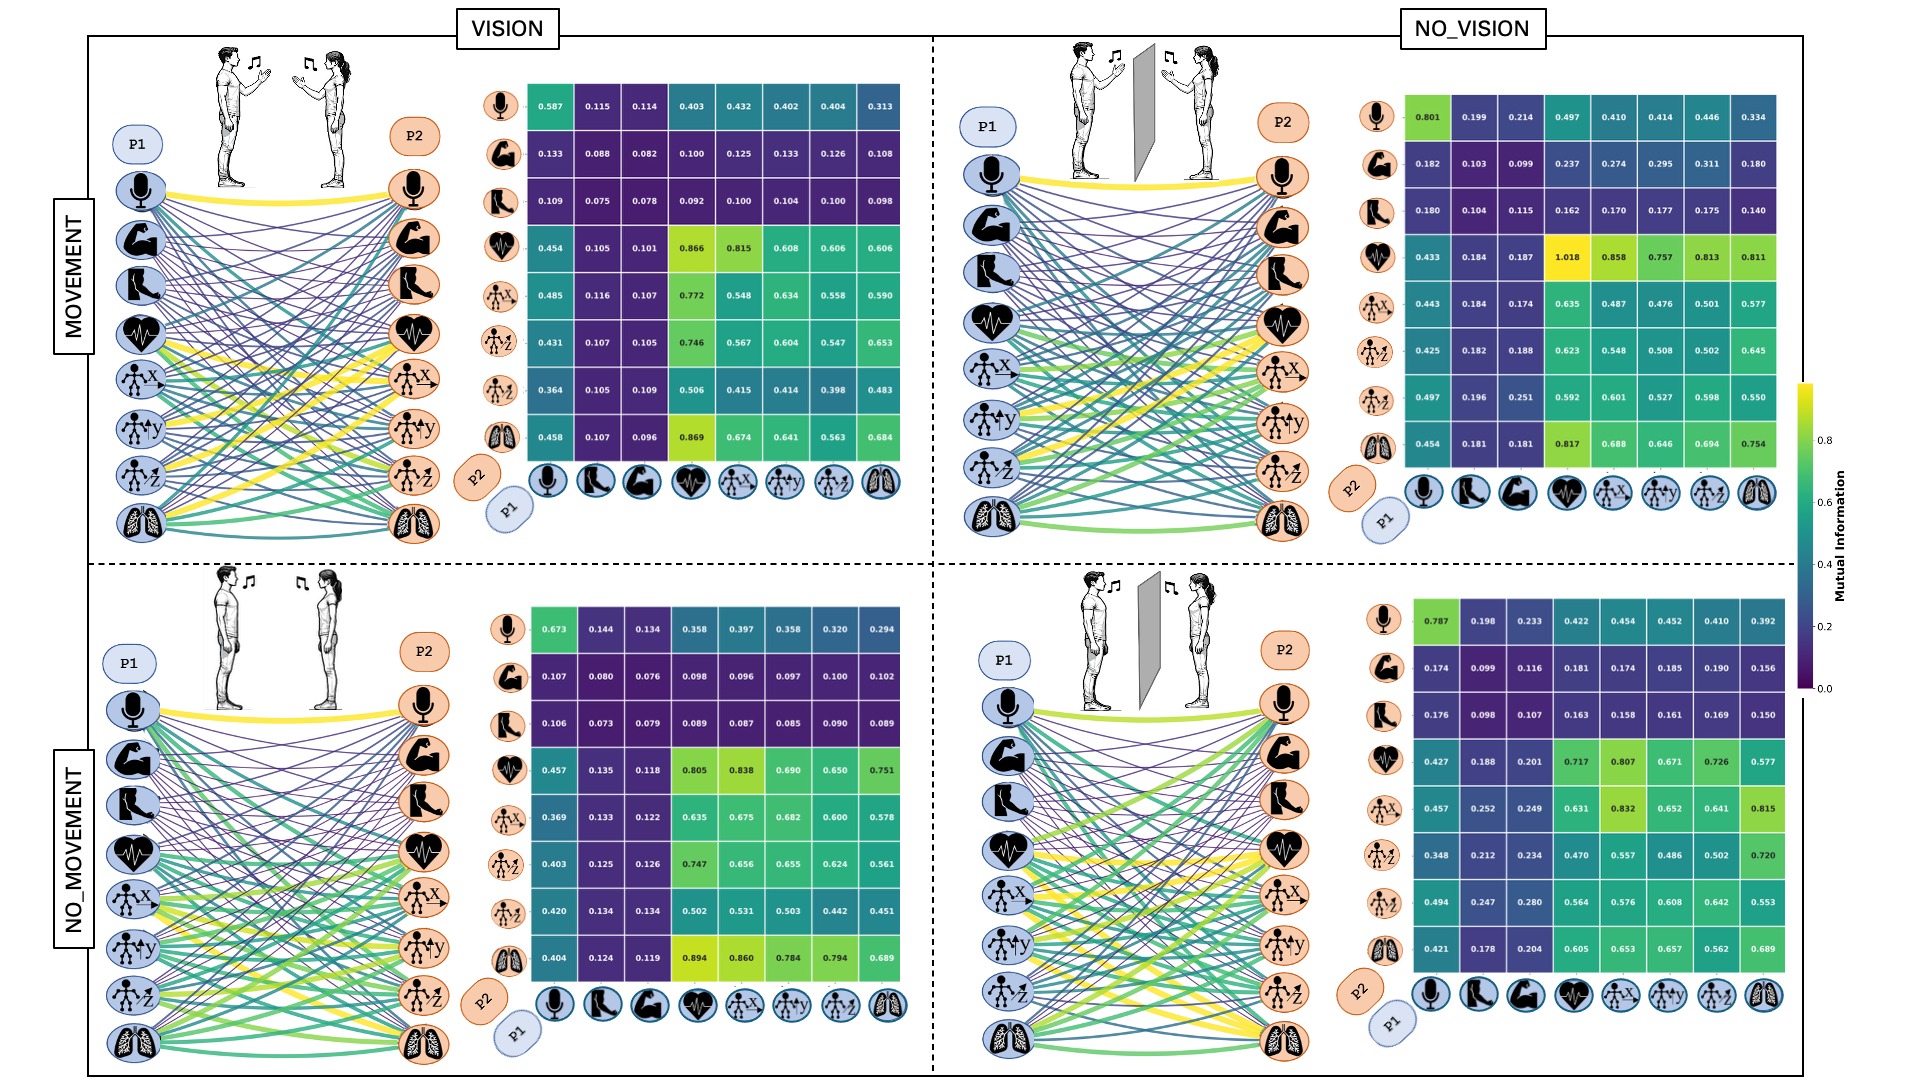 VISION
NO_VISION
MOVEMENT
NO_MOVEMENT
P1
P2
x
y
z
x
y
z
0.587 0.115 0.114 0.403 0.432 0.402 0.404 0.313
0.133 0.088 0.082 0.100 0.125 0.133 0.126 0.108
0.109 0.075 0.078 0.092 0.100 0.104 0.100 0.098
0.454 0.105 0.101 0.866 0.815 0.608 0.606 0.606
x 0.485 0.116 0.107 0.772 0.548 0.634 0.558 0.590
z 0.431 0.107 0.105 0.746 0.567 0.604 0.547 0.653
z 0.364 0.105 0.109 0.506 0.415 0.414 0.398 0.483
0.458 0.107 0.096 0.869 0.674 0.641 0.563 0.684
x y z
P2
P1
P1
P2
x
y
z
x
y
z
0.801 0.199 0.214 0.497 0.410 0.414 0.446 0.334
0.182 0.103 0.099 0.237 0.274 0.295 0.311 0.180
0.180 0.104 0.115 0.162 0.170 0.177 0.175 0.140
0.433 0.184 0.187 1.018 0.858 0.757 0.813 0.811
x 0.443 0.184 0.174 0.635 0.487 0.476 0.501 0.577
z 0.425 0.182 0.188 0.623 0.548 0.508 0.502 0.645
z 0.497 0.196 0.251 0.592 0.601 0.527 0.598 0.550
0.454 0.181 0.181 0.817 0.688 0.646 0.694 0.754
x y z
P2
P1
P1
P2
x
y
z
x
y
z
0.673 0.144 0.134 0.358 0.397 0.358 0.320 0.294
0.107 0.080 0.076 0.098 0.096 0.097 0.100 0.102
0.106 0.073 0.079 0.089 0.087 0.085 0.090 0.089
0.457 0.135 0.118 0.805 0.838 0.690 0.650 0.751
x 0.369 0.133 0.122 0.635 0.675 0.682 0.600 0.578
z 0.403 0.125 0.126 0.747 0.656 0.655 0.624 0.561
z 0.420 0.134 0.134 0.502 0.531 0.503 0.442 0.451
0.404 0.124 0.119 0.894 0.860 0.784 0.794 0.689
x y z
P2
P1
P1
P2
x
y
z
x
y
z
0.787 0.198 0.233 0.422 0.454 0.452 0.410 0.392
0.174 0.099 0.116 0.181 0.174 0.185 0.190 0.156
0.176 0.098 0.107 0.163 0.158 0.161 0.169 0.150
0.427 0.188 0.201 0.717 0.807 0.671 0.726 0.577
x 0.457 0.252 0.249 0.631 0.832 0.652 0.641 0.815
z 0.348 0.212 0.234 0.470 0.557 0.486 0.502 0.720
z 0.494 0.247 0.280 0.564 0.576 0.608 0.642 0.553
0.421 0.178 0.204 0.605 0.653 0.657 0.562 0.689
x y z
P2
P1
0.8
0.6
0.4
0.2
0.0
Mutual Information